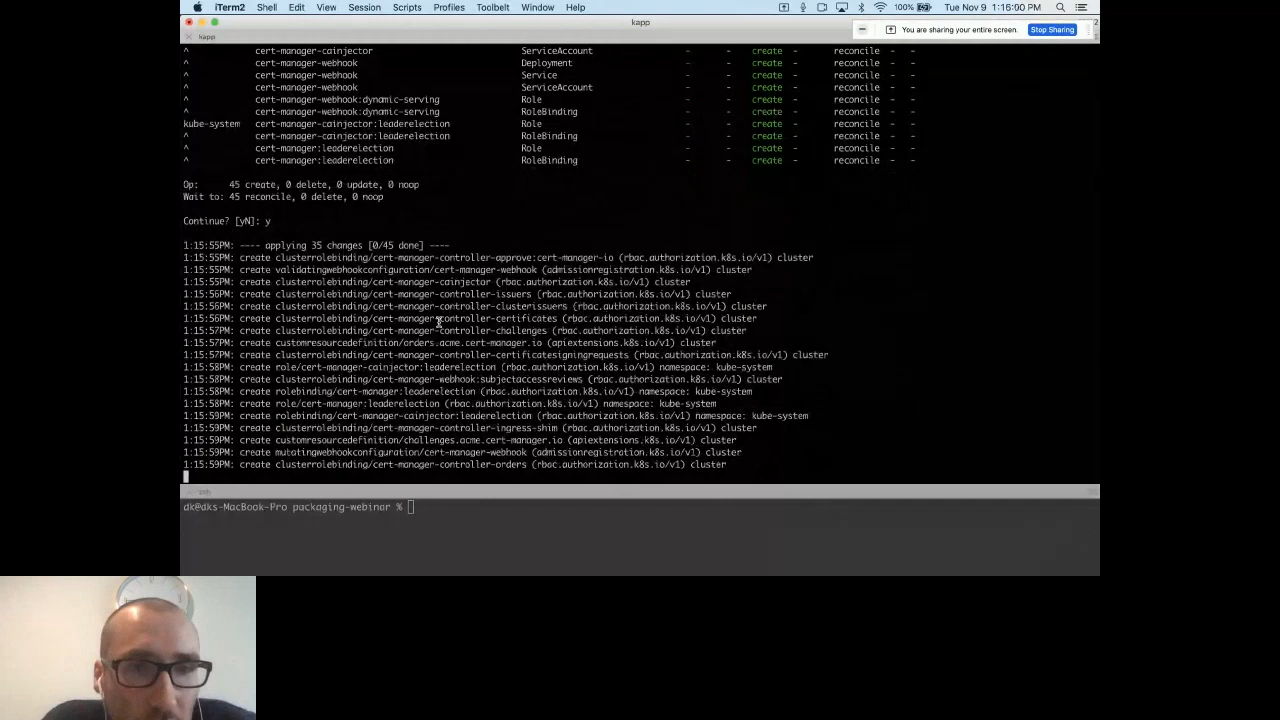 iTerm2 Shell Edit View Session Scripts Profiles Toolbelt Window Help 100% Tue Nov 9 1:16:00 PM
kapp
You are sharing your entire screen. Stop Sharing
kapp
^ cert-manager-cainjector ServiceAccount - - create - reconcile - -
^ cert-manager-webhook Deployment - - create - reconcile - -
^ cert-manager-webhook Service - - create - reconcile - -
^ cert-manager-webhook ServiceAccount - - create - reconcile - -
^ cert-manager-webhook:dynamic-serving Role - - create - reconcile - -
^ cert-manager-webhook:dynamic-serving RoleBinding - - create - reconcile - -
kube-system cert-manager-cainjector:leaderelection Role - - create - reconcile - -
^ cert-manager-cainjector:leaderelection RoleBinding - - create - reconcile - -
^ cert-manager:leaderelection Role - - create - reconcile - -
^ cert-manager:leaderelection RoleBinding - - create - reconcile - -
Op: 45 create, 0 delete, 0 update, 0 noop
Wait to: 45 reconcile, 0 delete, 0 noop
Continue? [yN]: y
1:15:55PM: ---- applying 35 changes [0/45 done] ----
1:15:55PM: create clusterrolebinding/cert-manager-controller-approve:cert-manager-io (rbac.authorization.k8s.io/v1) cluster
1:15:55PM: create validatingwebhookconfiguration/cert-manager-webhook (admissionregistration.k8s.io/v1) cluster
1:15:55PM: create clusterrolebinding/cert-manager-cainjector (rbac.authorization.k8s.io/v1) cluster
1:15:56PM: create clusterrolebinding/cert-manager-controller-issuers (rbac.authorization.k8s.io/v1) cluster
1:15:56PM: create clusterrolebinding/cert-manager-controller-clusterissuers (rbac.authorization.k8s.io/v1) cluster
1:15:56PM: create clusterrolebinding/cert-manager-controller-certificates (rbac.authorization.k8s.io/v1) cluster
1:15:57PM: create clusterrolebinding/cert-manager-controller-challenges (rbac.authorization.k8s.io/v1) cluster
1:15:57PM: create customresourcedefinition/orders.acme.cert-manager.io (apiextensions.k8s.io/v1) cluster
1:15:57PM: create clusterrolebinding/cert-manager-controller-certificatesigningrequests (rbac.authorization.k8s.io/v1) cluster
1:15:58PM: create role/cert-manager-cainjector:leaderelection (rbac.authorization.k8s.io/v1) namespace: kube-system
1:15:58PM: create clusterrolebinding/cert-manager-webhook:subjectaccessreviews (rbac.authorization.k8s.io/v1) cluster
1:15:58PM: create rolebinding/cert-manager:leaderelection (rbac.authorization.k8s.io/v1) namespace: kube-system
1:15:58PM: create role/cert-manager:leaderelection (rbac.authorization.k8s.io/v1) namespace: kube-system
1:15:59PM: create rolebinding/cert-manager-cainjector:leaderelection (rbac.authorization.k8s.io/v1) namespace: kube-system
1:15:59PM: create clusterrolebinding/cert-manager-controller-ingress-shim (rbac.authorization.k8s.io/v1) cluster
1:15:59PM: create customresourcedefinition/challenges.acme.cert-manager.io (apiextensions.k8s.io/v1) cluster
1:15:59PM: create mutatingwebhookconfiguration/cert-manager-webhook (admissionregistration.k8s.io/v1) cluster
1:15:59PM: create clusterrolebinding/cert-manager-controller-orders (rbac.authorization.k8s.io/v1) cluster
dk@dks-MacBook-Pro packaging-webinar %